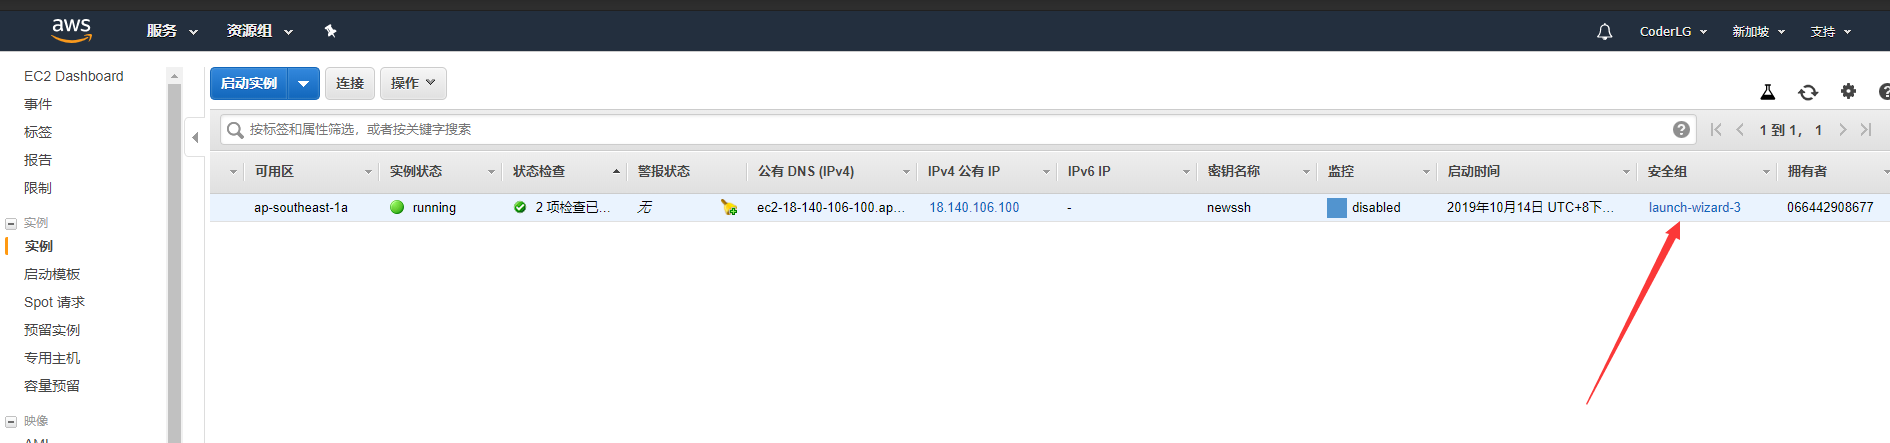 aws 服务 资源组 CoderLG 新加坡 支持
EC2 Dashboard
事件
标签
报告
限制
实例
实例
启动模板
Spot 请求
预留实例
专用主机
容量预留
映像
AMI
启动实例 连接 操作
按标签和属性筛选，或者按关键字搜索 1 到 1， 1
可用区 实例状态 状态检查 警报状态 公有 DNS (IPv4) IPv4 公有 IP IPv6 IP 密钥名称 监控 启动时间 安全组 拥有者
ap-southeast-1a running 2 项检查已... 无 ec2-18-140-106-100.ap... 18.140.106.100 - newssh disabled 2019年10月14日 UTC+8下... launch-wizard-3 066442908677